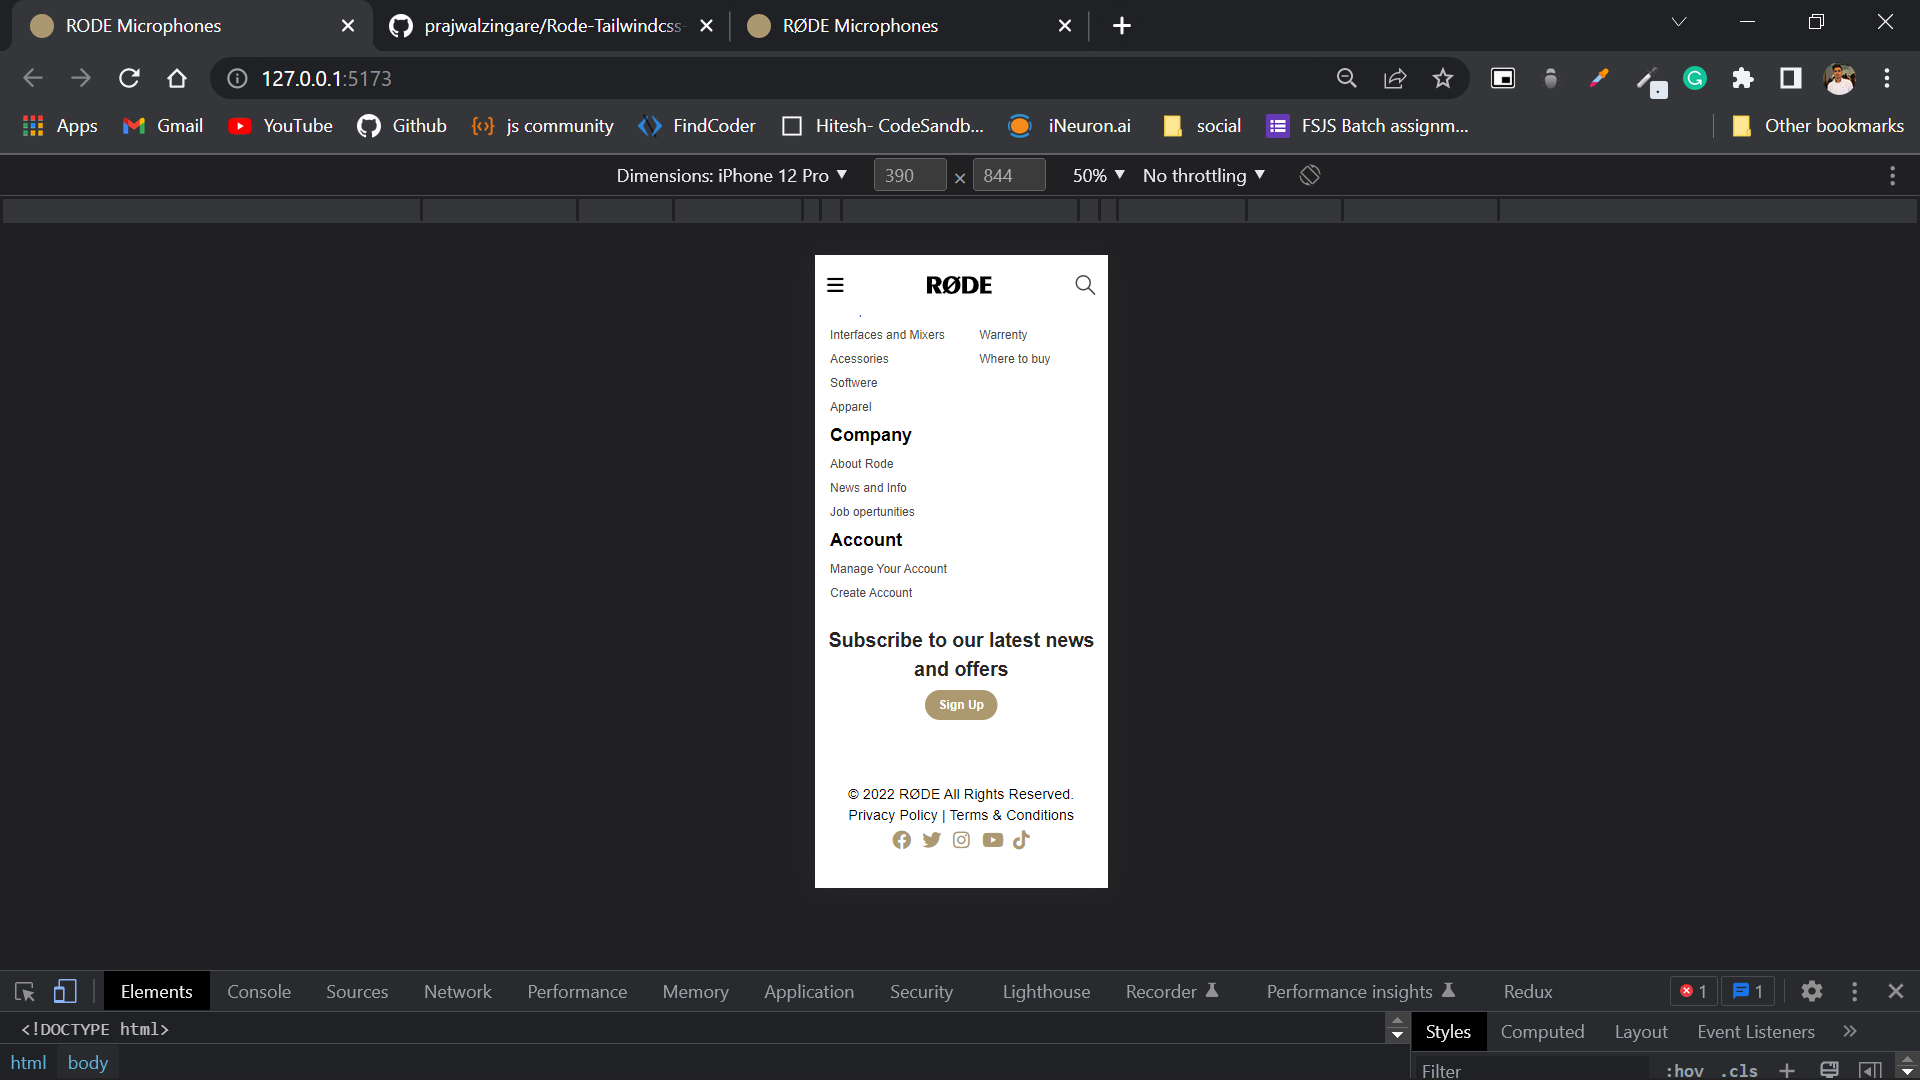 RODE Microphones
prajwalzingare/Rode-Tailwindcss-
RØDE Microphones
127.0.0.1:5173
Apps
Gmail
YouTube
Github
js community
FindCoder
Hitesh- CodeSandb...
iNeuron.ai
social
FSJS Batch assignm...
Other bookmarks
Dimensions: iPhone 12 Pro
390 × 844
50%
No throttling
RØDE
Interfaces and Mixers
Warrenty
Acessories
Where to buy
Softwere
Apparel
Company
About Rode
News and Info
Job opertunities
Account
Manage Your Account
Create Account
Subscribe to our latest news
and offers
Sign Up
© 2022 RØDE All Rights Reserved.
Privacy Policy | Terms & Conditions
Elements
Console
Sources
Network
Performance
Memory
Application
Security
Lighthouse
Recorder
Performance insights
Redux
1
1
<!DOCTYPE html>
Styles
Computed
Layout
Event Listeners
html
body
Filter
:hov
.cls